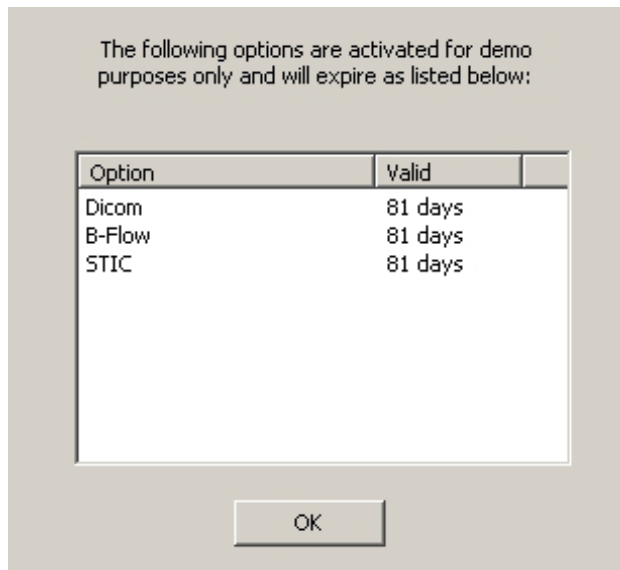 The following options are activated for demo
purposes only and will expire as listed below:
Option Valid
Dicom 81 days
B-Flow 81 days
STIC 81 days
OK